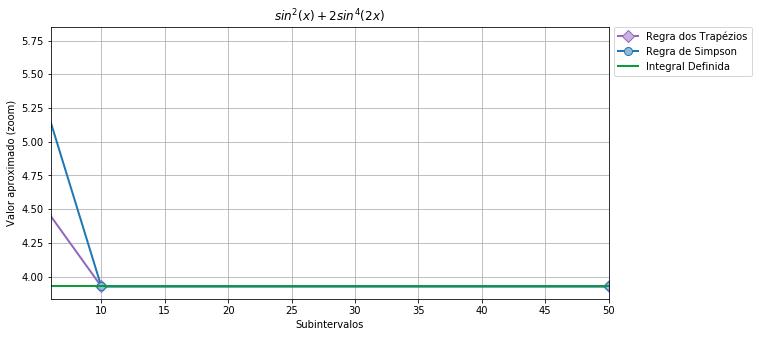 sin²(x) + 2sin⁴(2x)
Regra dos Trapézios
Regra de Simpson
Integral Definida
Valor aproximado (zoom)
5.75
5.50
5.25
5.00
4.75
4.50
4.25
4.00
10 15 20 25 30 35 40 45 50
Subintervalos